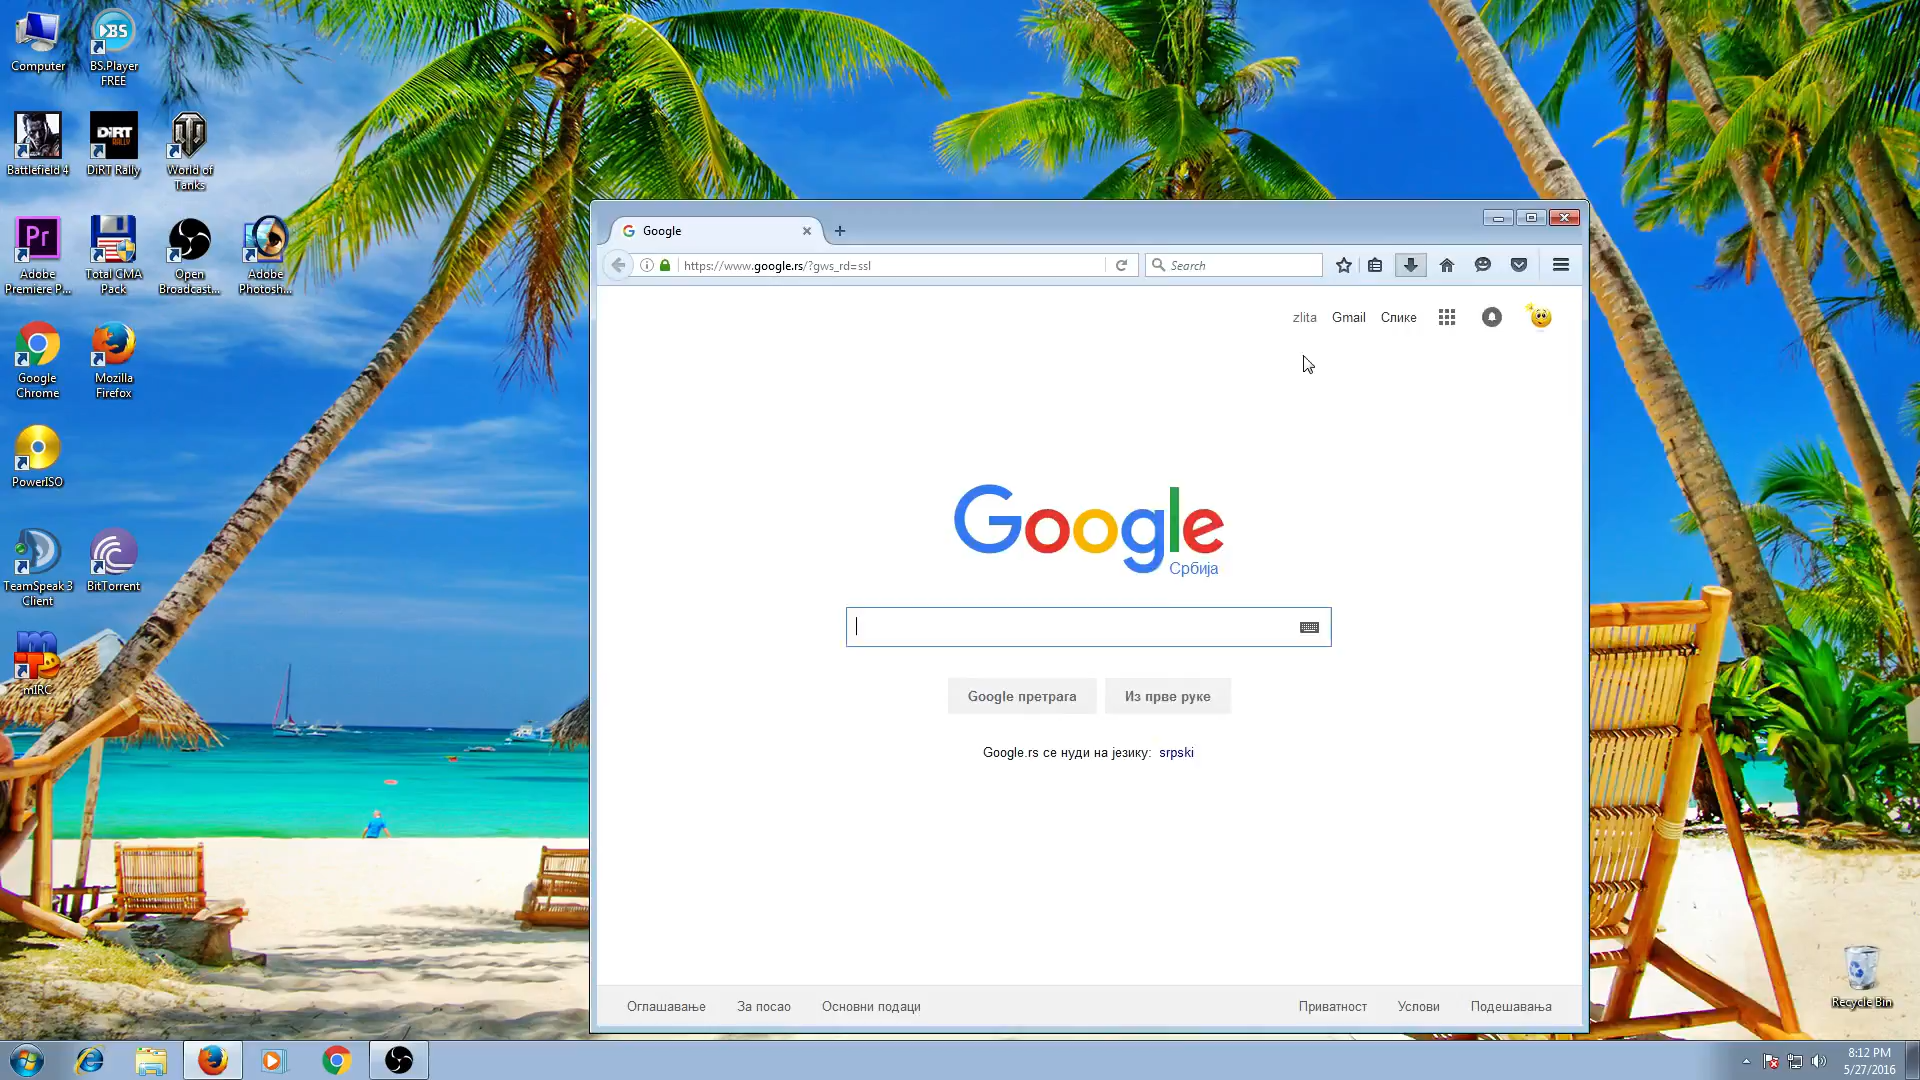 Computer
BS.Player
FREE
Battlefield 4
DiRT Rally
World of
Tanks
Adobe
Premiere P...
Total CMA
Pack
Open
Broadcast...
Adobe
Photosh...
Google
Chrome
Mozilla
Firefox
PowerISO
TeamSpeak 3
Client
BitTorrent
mIRC
Google
https://www.google.rs/?gws_rd=ssl
Search
zlita
Gmail
Слике
Google
Србија
Google претрага
Из прве руке
Google.rs се нуди на језику: srpski
Оглашавање
За посао
Основни подаци
Приватност
Услови
Подешавања
Recycle Bin
8:12 PM
5/27/2016